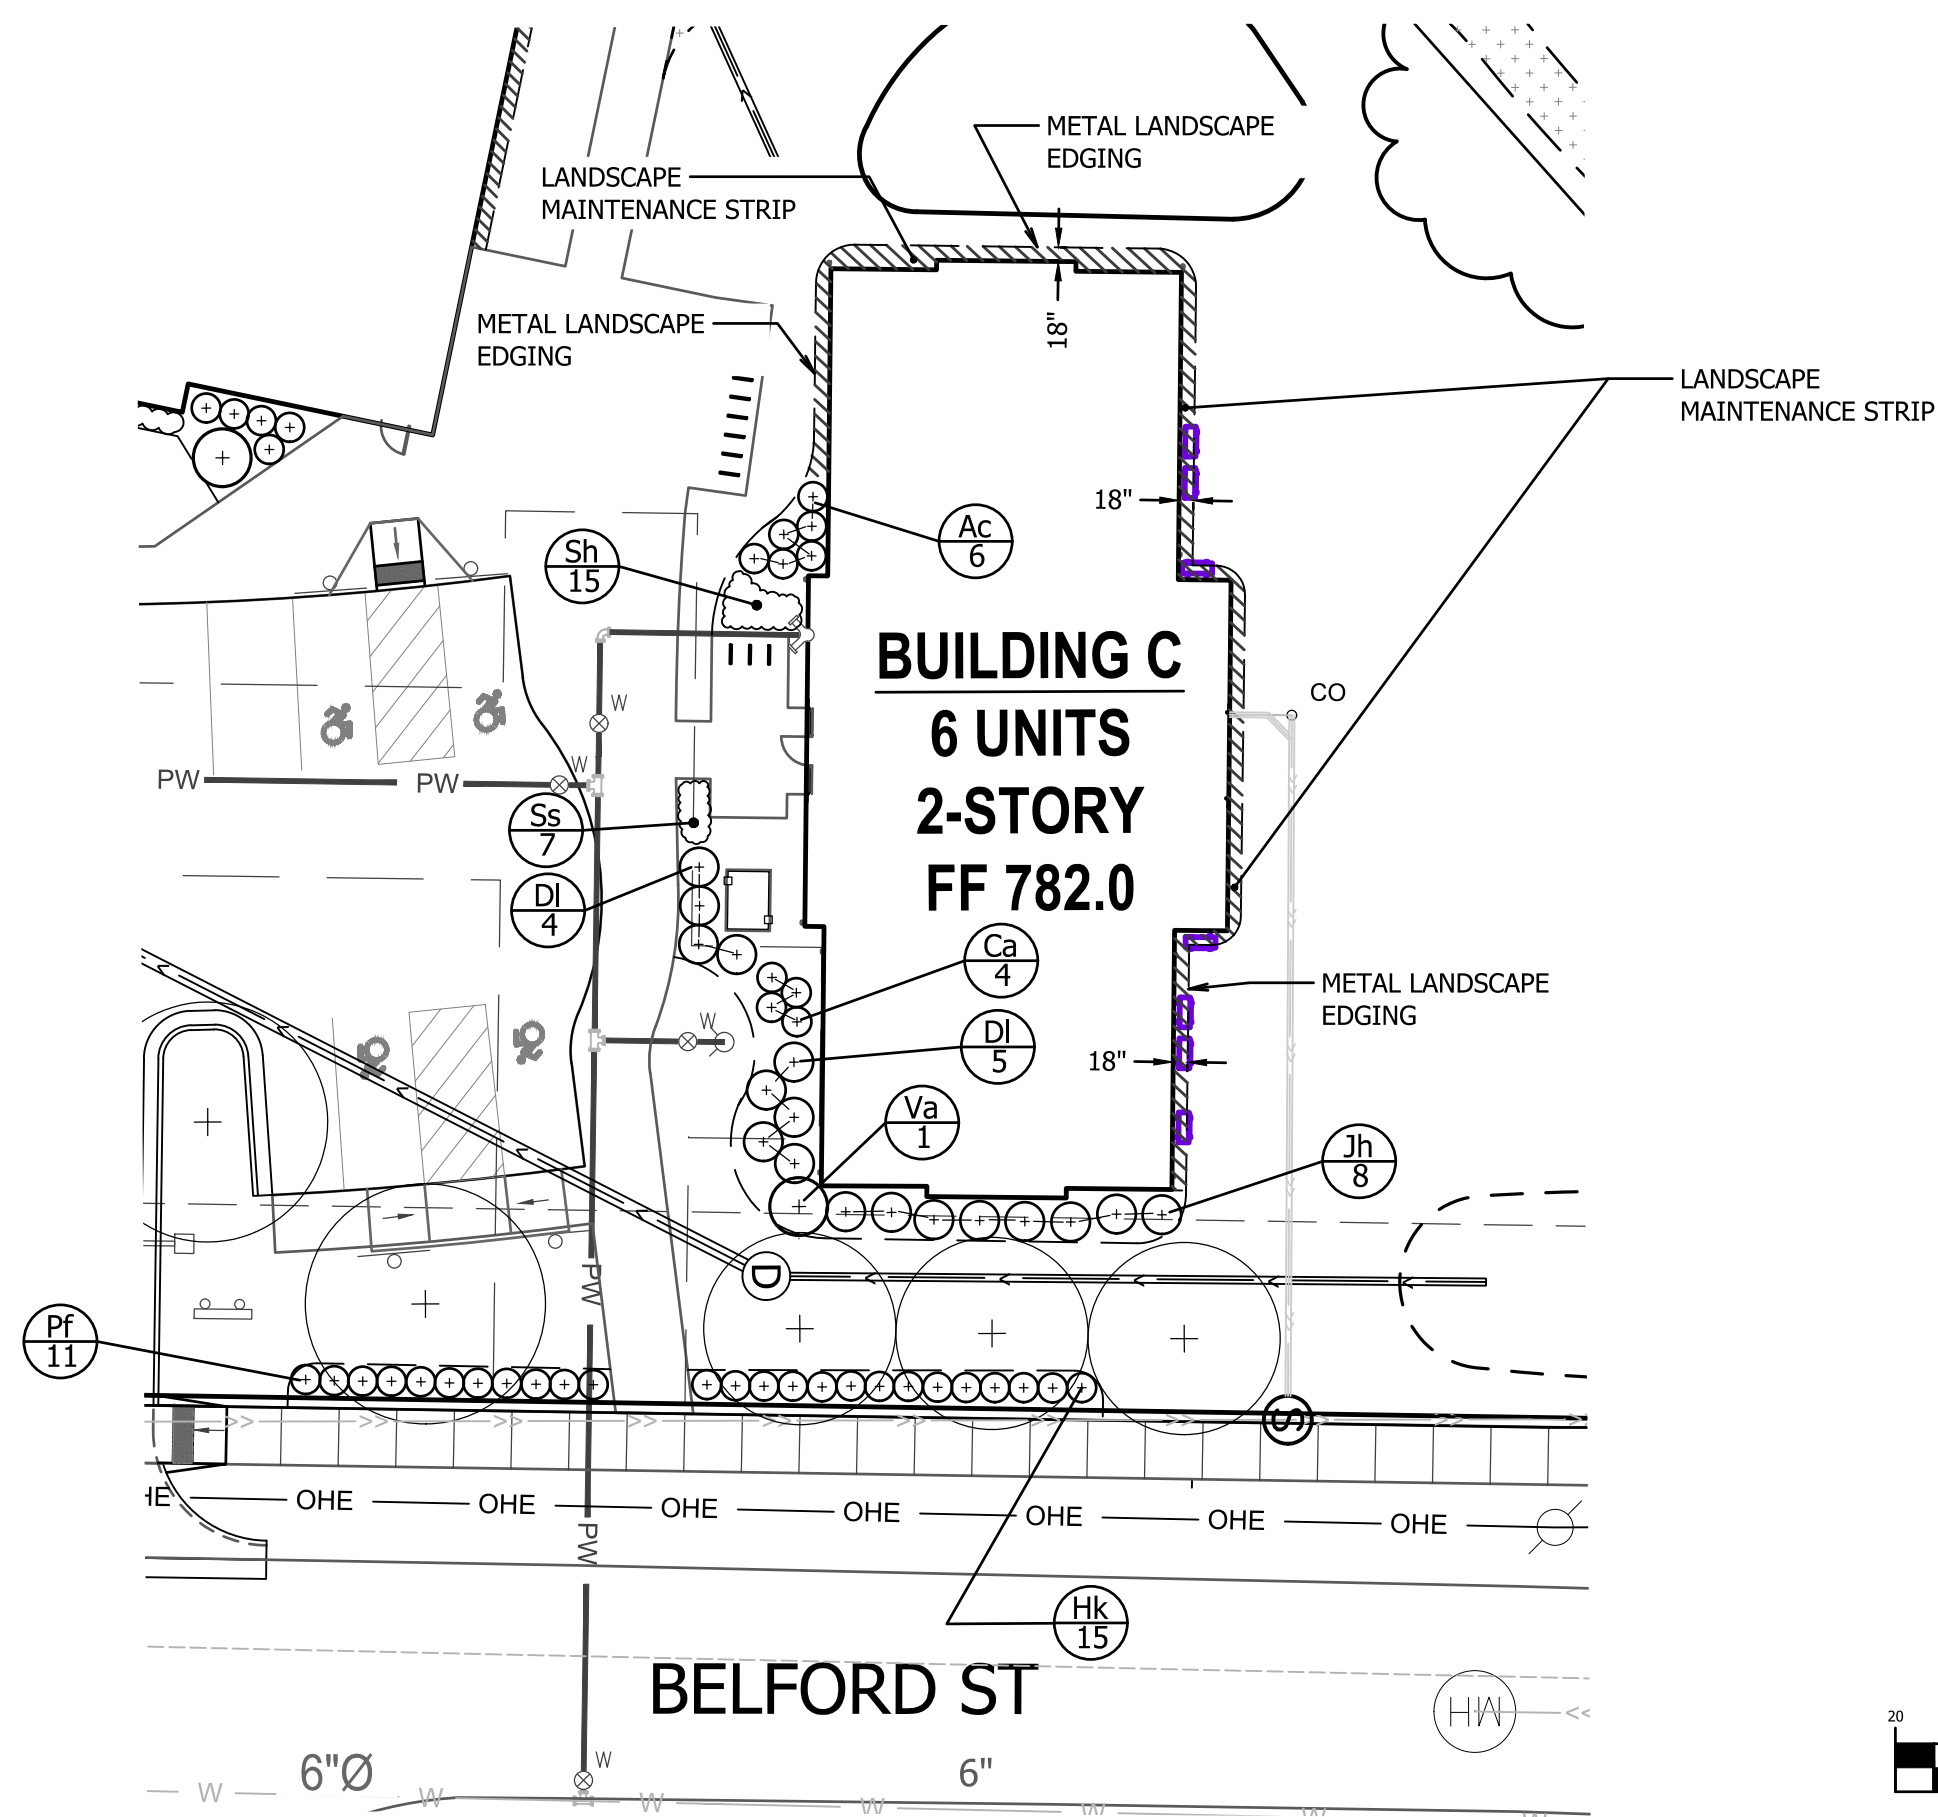 METAL LANDSCAPE
EDGING
LANDSCAPE
MAINTENANCE STRIP
METAL LANDSCAPE
EDGING
18"
LANDSCAPE
MAINTENANCE STRIP
18"
Ac
6
Sh
15
BUILDING C
6 UNITS
2-STORY
FF 782.0
CO
W
W
PW
PW
Ss
7
Dl
4
Ca
4
METAL LANDSCAPE
EDGING
W
Dl
5
18"
Va
1
Jh
8
D
PW
Pf
11
S
OHE
OHE
OHE
OHE
OHE
OHE
OHE
PW
Hk
15
BELFORD ST
MH
20
W
6"Ø
6"
W
W
W
W
W
W